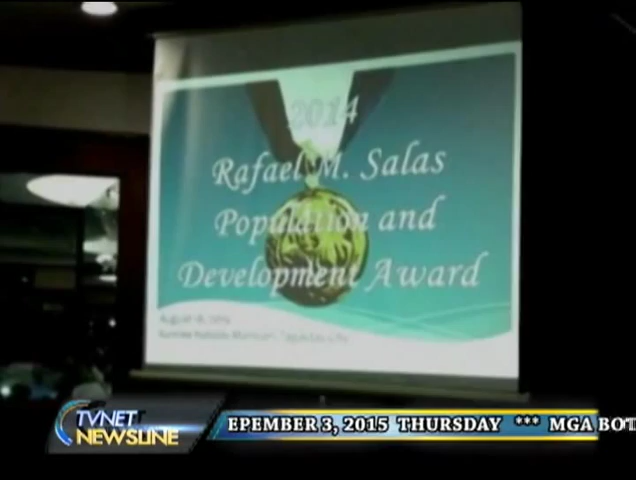 2014
Rafael M. Salas
Population and
Development Award
TVNET
NEWSLINE
EPEMBER 3, 2015 THURSDAY *** MGA BOT